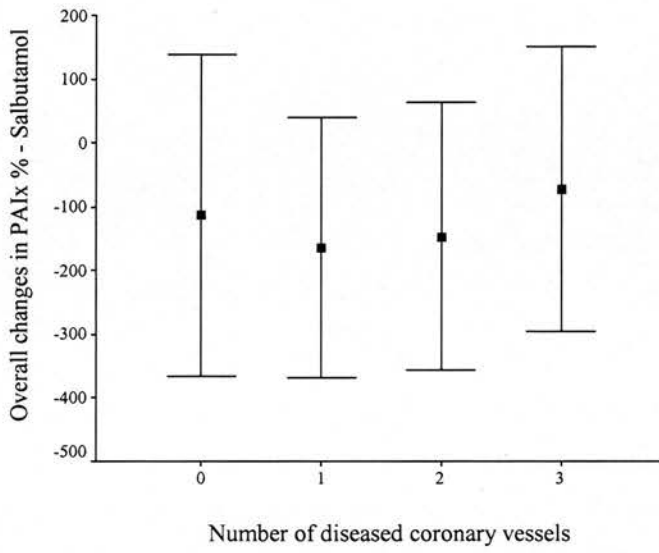 Overall changes in PAIx % - Salbutamol
200
100
0
-100
-200
-300
-400
-500
0 1 2 3
Number of diseased coronary vessels